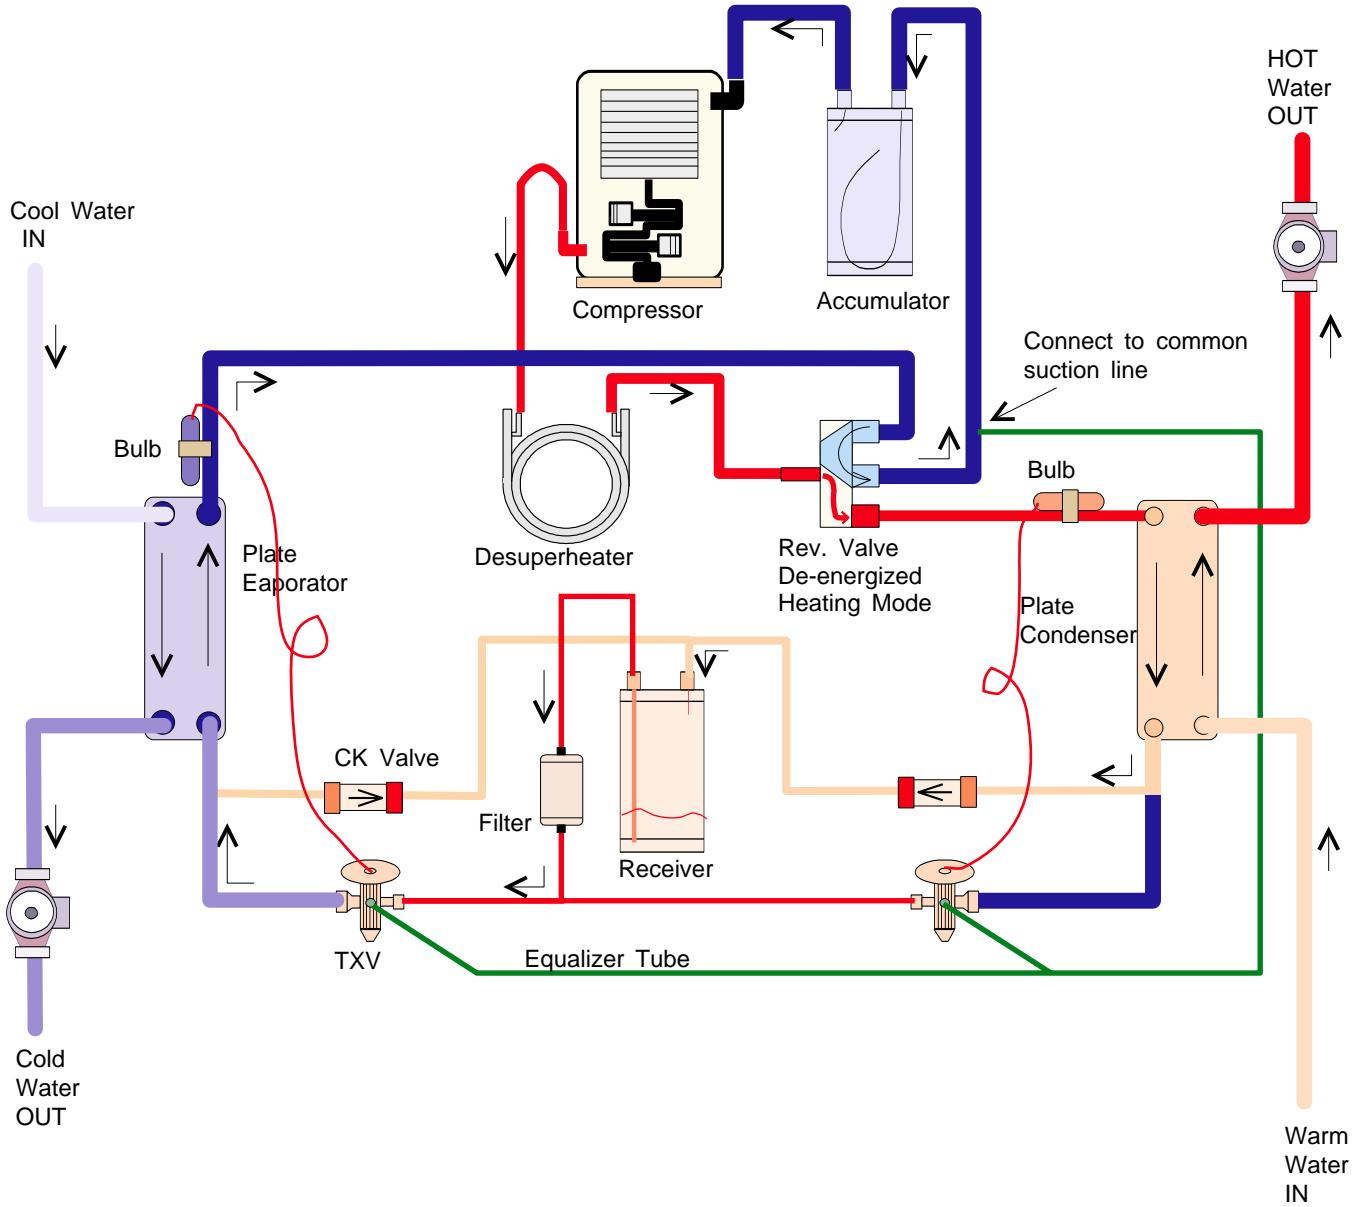 HOT
Water
OUT
Cool Water
IN
Compressor
Accumulator
Connect to common
suction line
Bulb
Bulb
Desuperheater
Rev. Valve
De-energized
Heating Mode
Plate
Eaporator
Plate
Condenser
CK Valve
Filter
Receiver
TXV
Equalizer Tube
Cold
Water
OUT
Warm
Water
IN